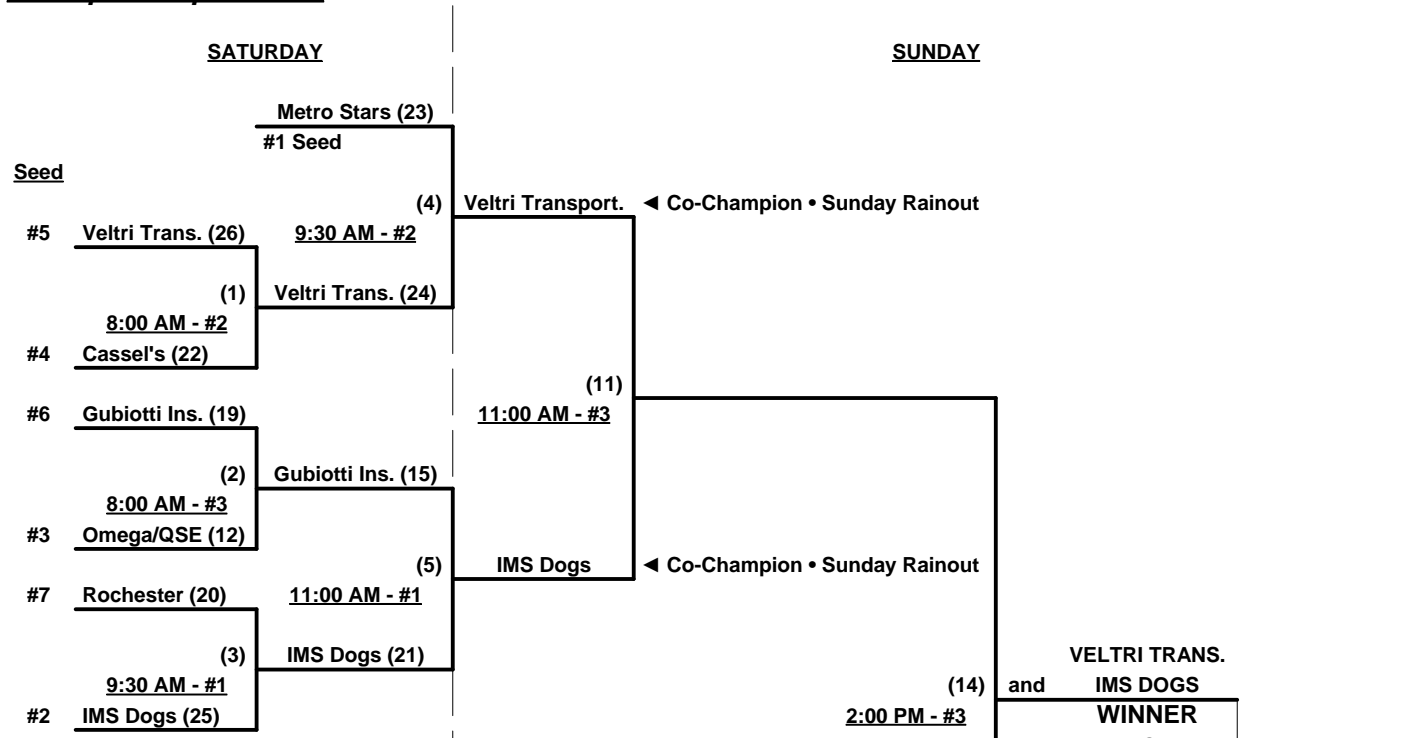 SATURDAY
SUNDAY
Metro Stars (23)
#1 Seed
Seed
(4) Veltri Transport. ◄ Co-Champion • Sunday Rainout
#5 Veltri Trans. (26) 9:30 AM - #2
(1) Veltri Trans. (24)
8:00 AM - #2
#4 Cassel's (22)
(11)
#6 Gubiotti Ins. (19) 11:00 AM - #3
(2) Gubiotti Ins. (15)
8:00 AM - #3
#3 Omega/QSE (12)
(5) IMS Dogs ◄ Co-Champion • Sunday Rainout
#7 Rochester (20) 11:00 AM - #1
(3) IMS Dogs (21) VELTRI TRANS.
9:30 AM - #1 (14) and IMS DOGS
#2 IMS Dogs (25) 2:00 PM - #3 WINNER